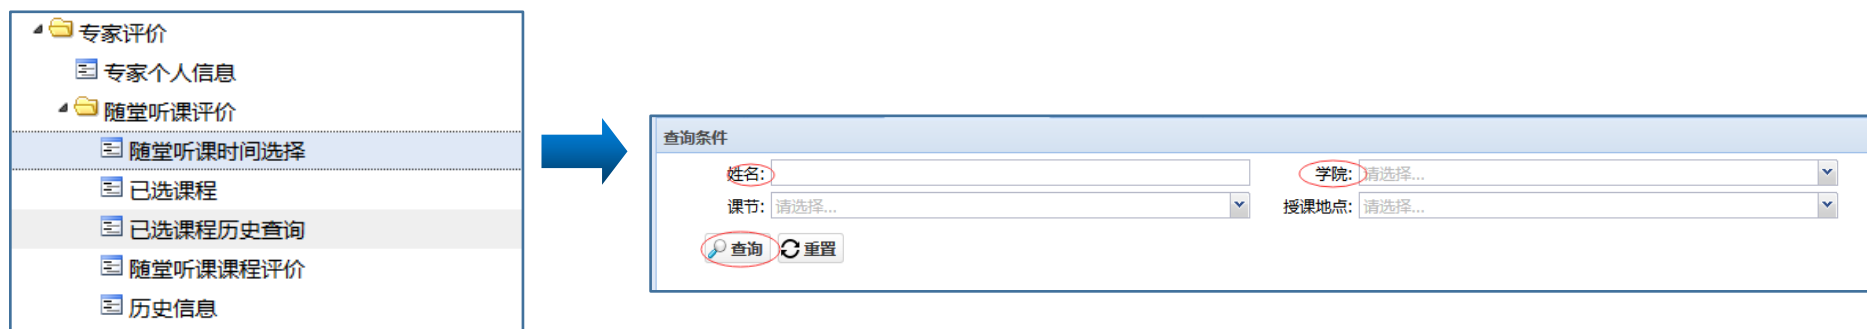 专家评价
专家个人信息
随堂听课评价
随堂听课时间选择
已选课程
已选课程历史查询
随堂听课课程评价
历史信息
查询条件
姓名: 学院: 请选择...
课节: 请选择... 授课地点: 请选择...
查询 重置